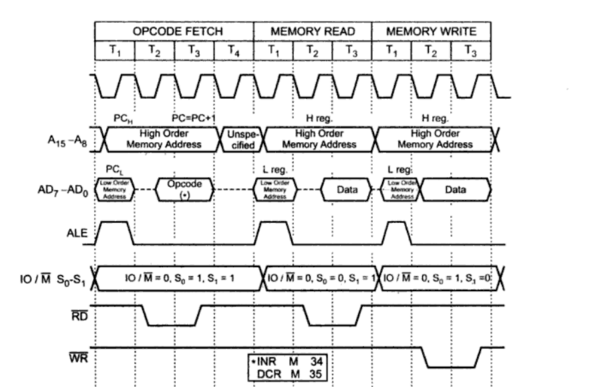 OPCODE FETCH MEMORY READ MEMORY WRITE
T1 T2 T3 T4 T1 T2 T3 T1 T2 T3
PCH PC=PC+1 H reg. H reg.
A15 –A8 High Order Memory Address Unspe- cified High Order Memory Address High Order Memory Address
PCL L reg. L reg.
AD7 –AD0 Low Order Memory Address Opcode (•) Low Order Memory Address Data Low Order Memory Address Data
ALE
IO / M̅ S0-S1 IO / M̅ = 0, S0 = 1, S1 = 1 IO / M̅ = 0, S0 = 0, S1 = 1 IO / M̅ = 0, S0 = 1, S1 =0
R̅D̅
W̅R̅
•INR M 34
DCR M 35